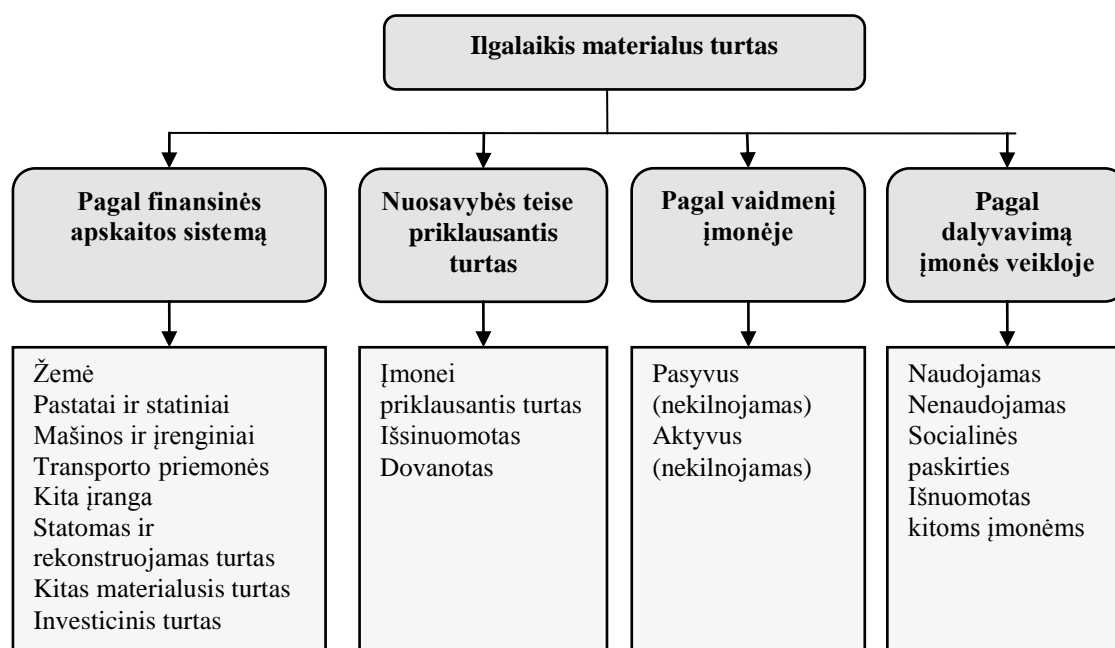 Ilgalaikis materialus turtas
Pagal finansinės
apskaitos sistemą
Nuosavybės teise
priklausantis
turtas
Pagal vaidmenį
įmonėje
Pagal
dalyvavimą
įmonės veikloje
Žemė
Pastatai ir statiniai
Mašinos ir įrenginiai
Transporto priemonės
Kita įranga
Statomas ir
rekonstruojamas turtas
Kitas materialusis turtas
Investicinis turtas
Įmonei
priklausantis turtas
Išsinuomotas
Dovanotas
Pasyvus
(nekilnojamas)
Aktyvus
(nekilnojamas)
Naudojamas
Nenaudojamas
Socialinės
paskirties
Išnuomotas
kitoms įmonėms